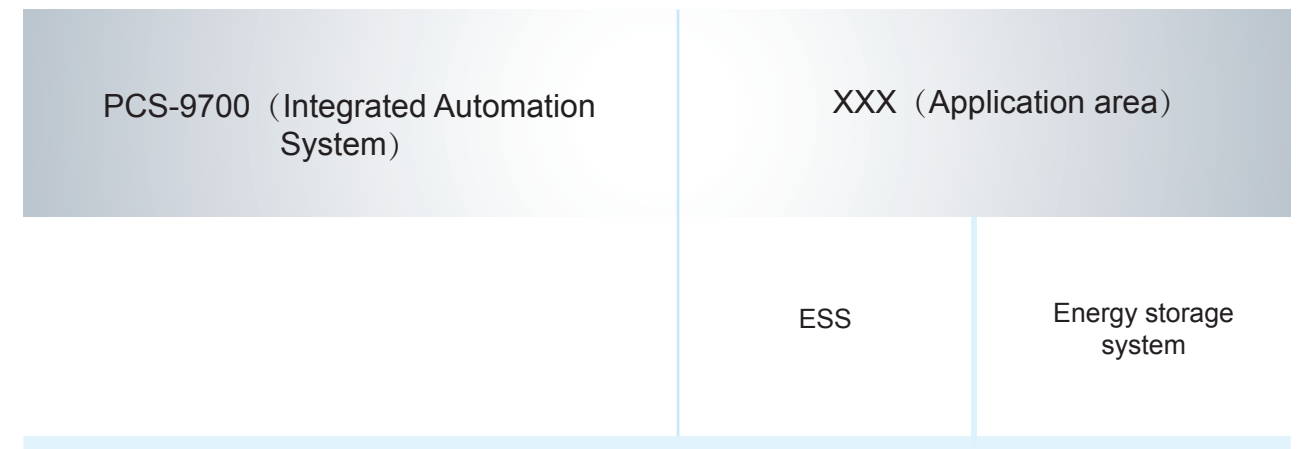 PCS-9700（Integrated Automation
System）
XXX（Application area）
ESS
Energy storage
system